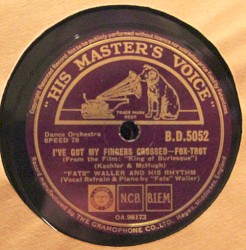 "HIS MASTER'S VOICE"
TRADE MARK
Dance Orchestra
SPEED 78
B.D.5052
I'VE GOT MY FINGERS CROSSED—FOX-TROT
(From the Film: "King of Burlesque")
(Koehler & McHugh)
"FATS" WALLER AND HIS RHYTHM
(Vocal Refrain & Piano by "Fats" Waller)
N.C.B. B.I.E.M.
OA 98173
THE GRAMOPHONE CO. LTD.